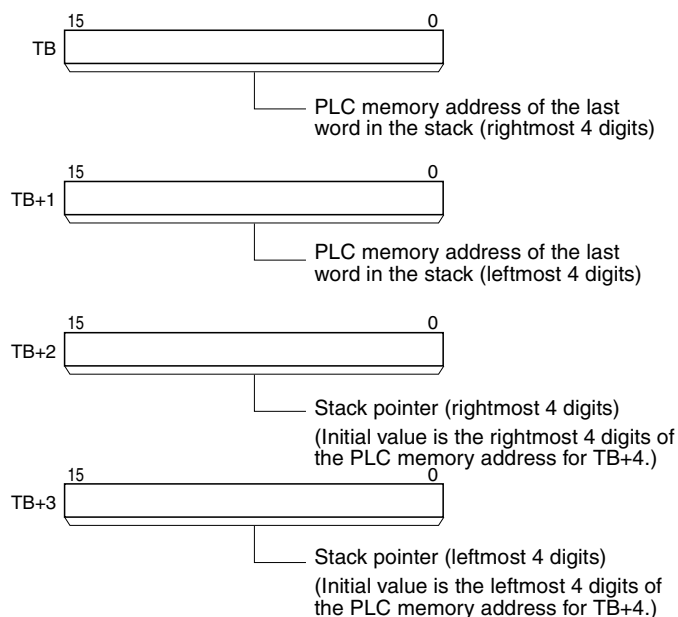 15 0
TB
PLC memory address of the last
word in the stack (rightmost 4 digits)
15 0
TB+1
PLC memory address of the last
word in the stack (leftmost 4 digits)
15 0
TB+2
Stack pointer (rightmost 4 digits)
(Initial value is the rightmost 4 digits of
the PLC memory address for TB+4.)
15 0
TB+3
Stack pointer (leftmost 4 digits)
(Initial value is the leftmost 4 digits of
the PLC memory address for TB+4.)